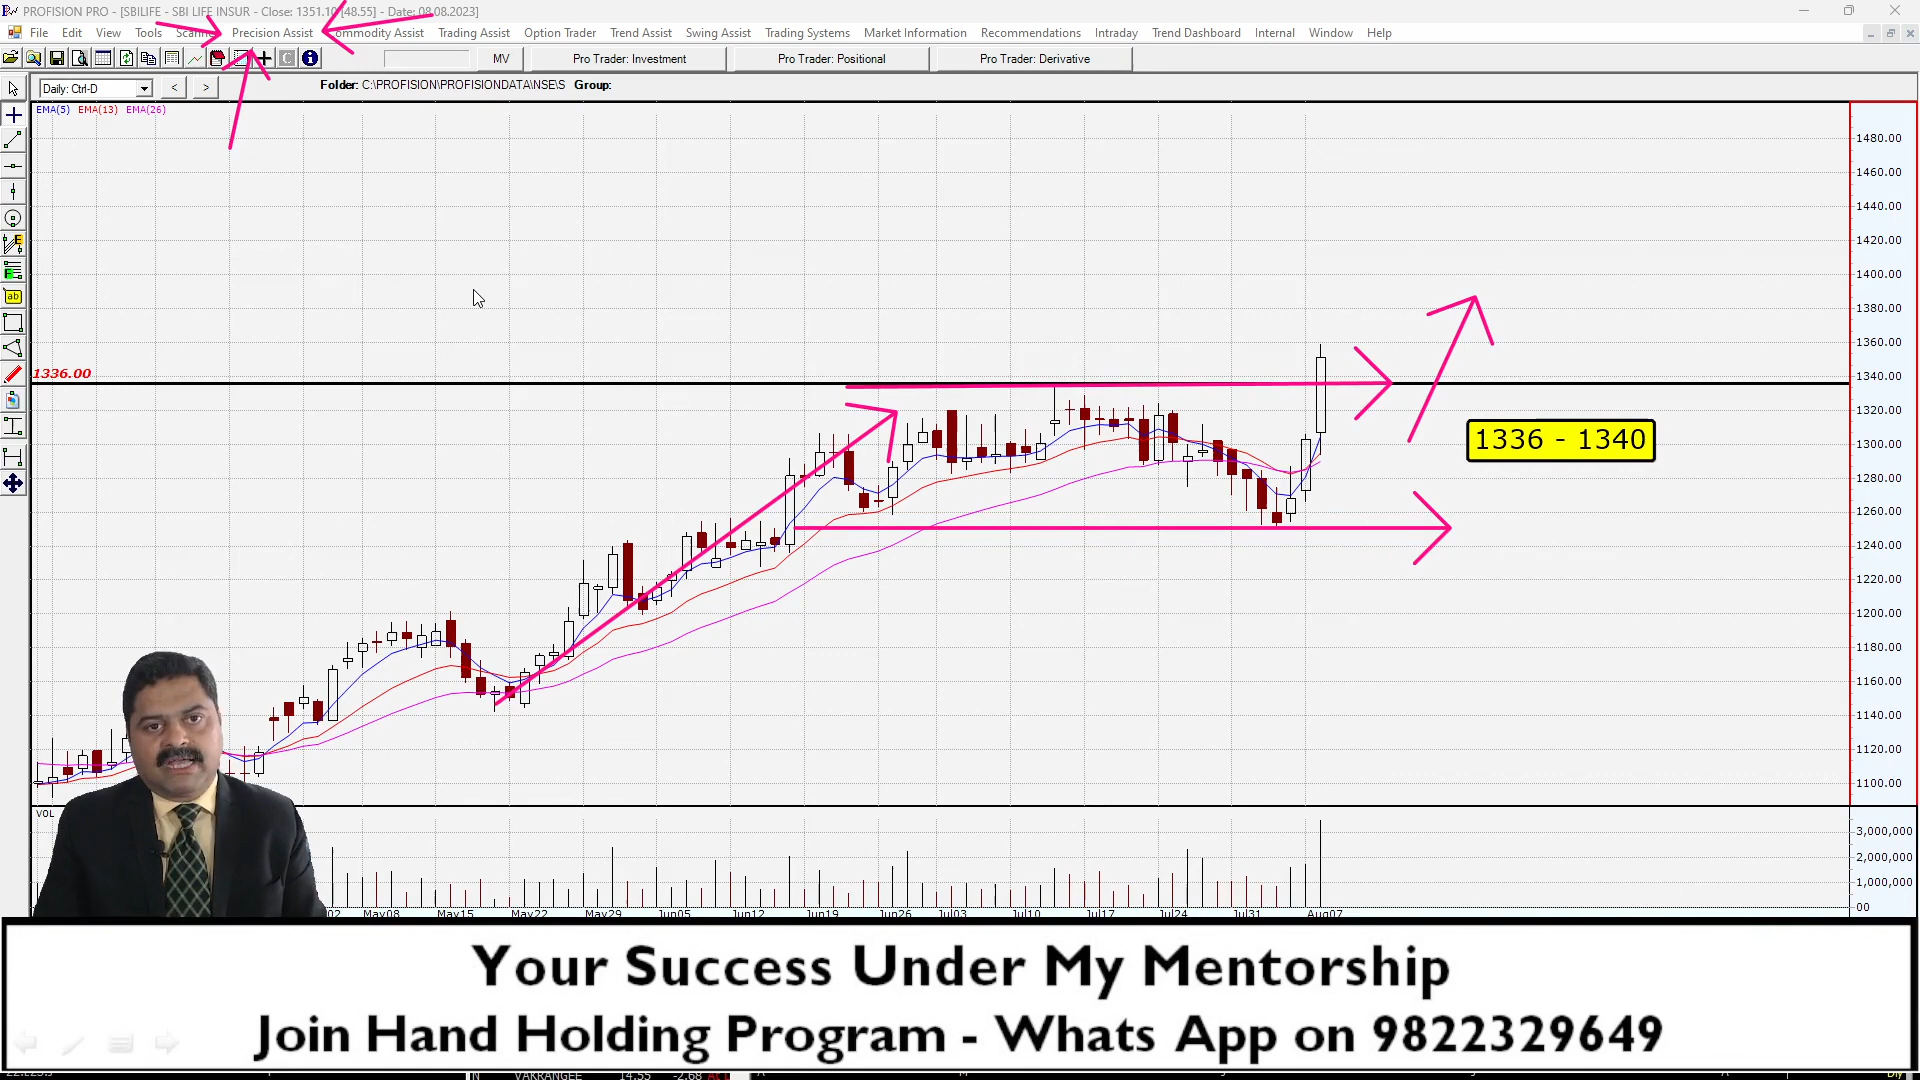 PROFISION PRO - [SBILIFE - SBI LIFE INSUR - Close: 1351.10 [48.55] - Date: 08.08.2023]
File Edit View Tools Precision Assist Commodity Assist Trading Assist Option Trader Trend Assist Swing Assist Trading Systems Market Information Recommendations Intraday Trend Dashboard Internal Window Help
MV Pro Trader: Investment Pro Trader: Positional Pro Trader: Derivative
Daily: Ctrl-D < > Folder: C:\PROFISION\PROFISIONDATA\NSE\S Group:
EMA(5) EMA(13) EMA(26)
1480.00
1460.00
1440.00
1420.00
1400.00
1380.00
1360.00
1336.00
1340.00
1320.00
1336 - 1340
1300.00
1280.00
1260.00
1240.00
1220.00
1200.00
1180.00
1160.00
1140.00
1120.00
1100.00
VOL
3,000,000
2,000,000
1,000,000
00
02 May08 May15 May22 May29 Jun05 Jun12 Jun19 Jun26 Jul03 Jul10 Jul17 Jul24 Jul31 Aug07
Your Success Under My Mentorship
Join Hand Holding Program - Whats App on 9822329649
VAKRANGEE 14.55 -2.68